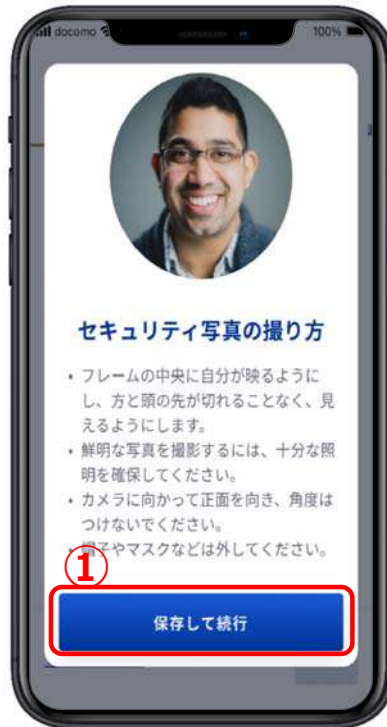 docomo 100%
セキュリティ写真の撮り方
• フレームの中央に自分が映るように
し、方と頭の先が切れることなく、見
えるようにします。
• 鮮明な写真を撮影するには、十分な照
明を確保してください。
• カメラに向かって正面を向き、角度は
つけないでください。
• 帽子やマスクなどは外してください。
①
保存して続行